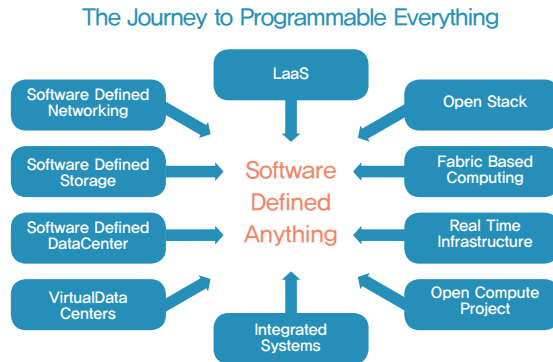 The Journey to Programmable Everything
LaaS
Software Defined
Networking
Open Stack
Software Defined
Storage
Software
Defined
Anything
Fabric Based
Computing
Software Defined
DataCenter
Real Time
Infrastructure
VirtualData
Centers
Open Compute
Project
Integrated
Systems